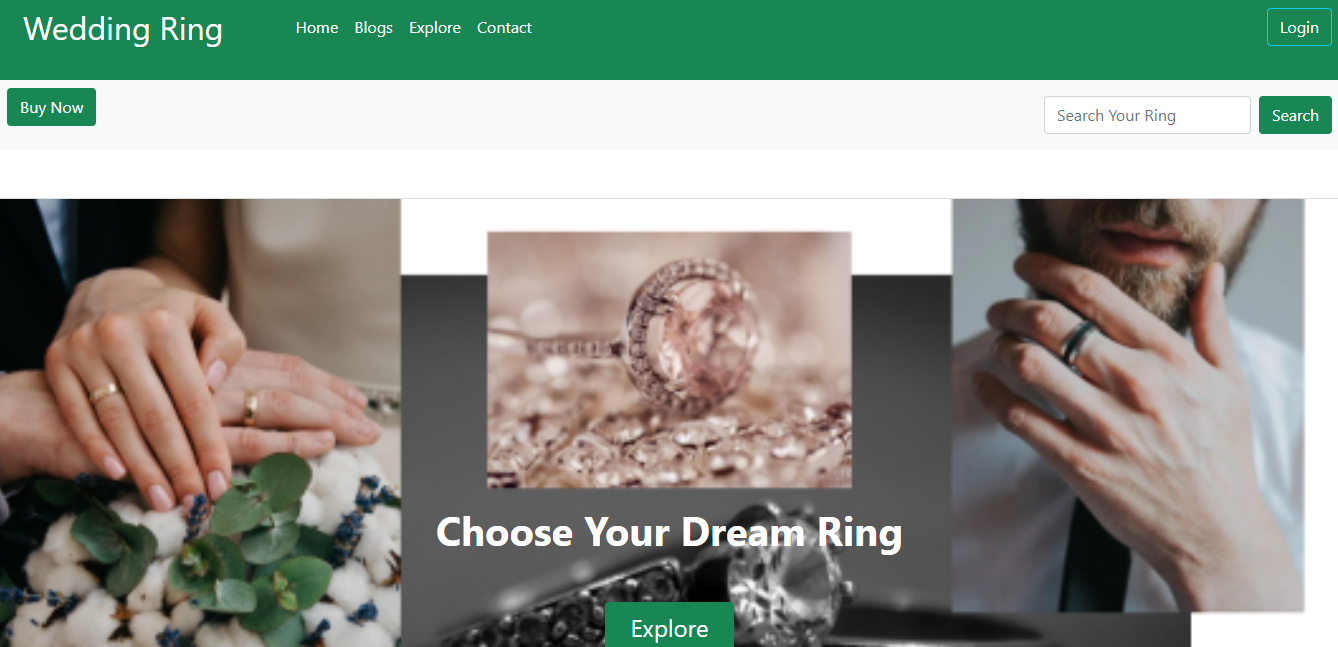 Wedding Ring
Home Blogs Explore Contact
Login
Buy Now
Search Your Ring
Search
Choose Your Dream Ring
Explore